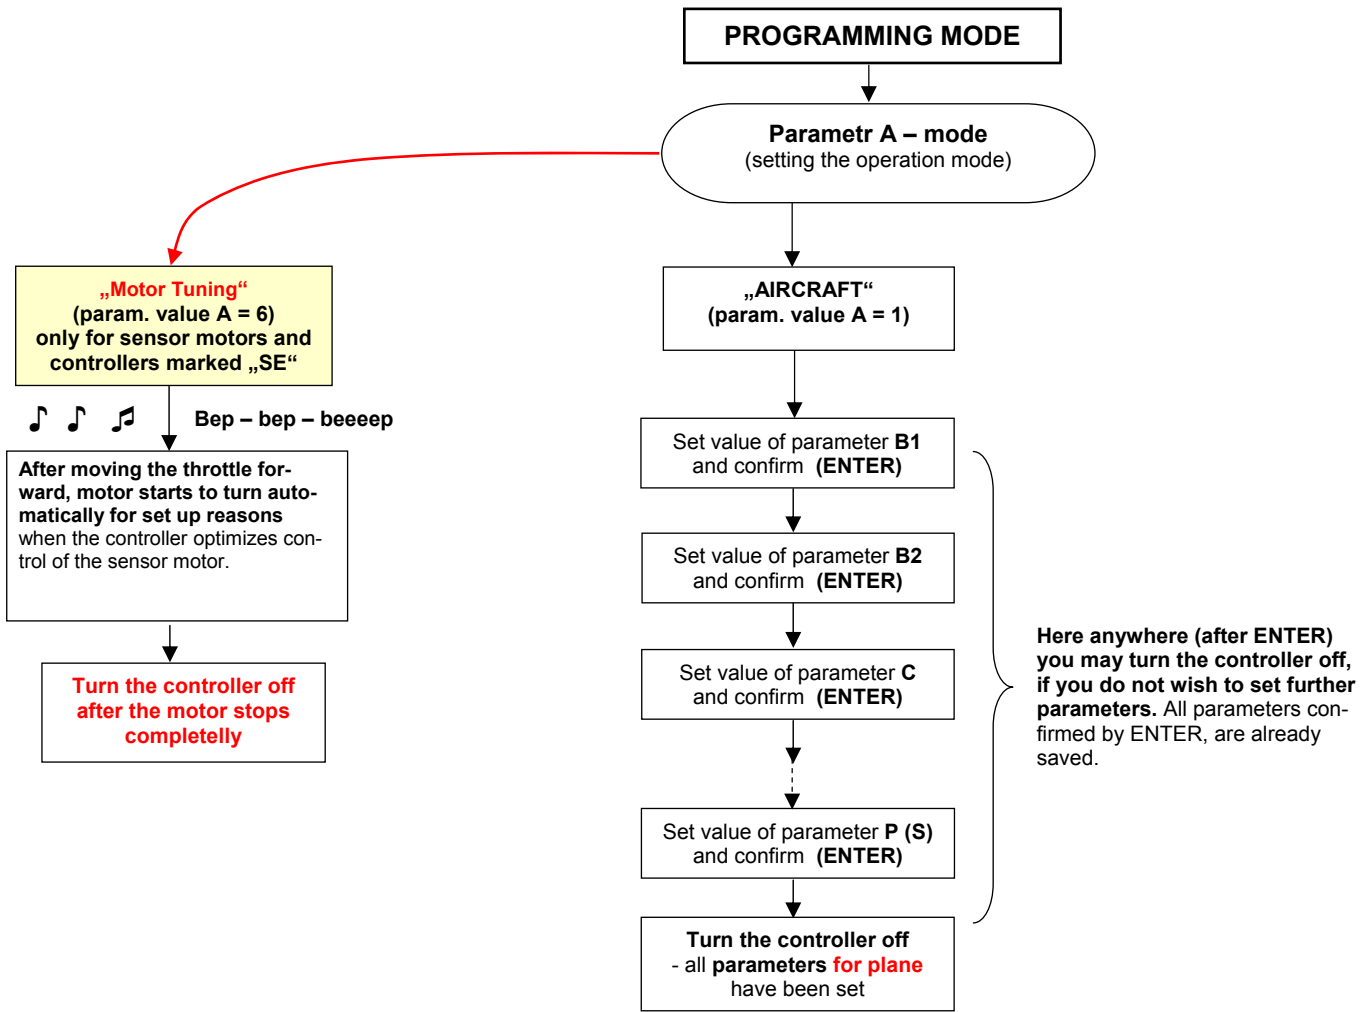 PROGRAMMING MODE
Parametr A – mode
(setting the operation mode)
„Motor Tuning“
(param. value A = 6)
only for sensor motors and
controllers marked „SE“
Bep – bep – beeeep
After moving the throttle for-
ward, motor starts to turn auto-
matically for set up reasons
when the controller optimizes con-
trol of the sensor motor.
Turn the controller off
after the motor stops
completelly
„AIRCRAFT“
(param. value A = 1)
Set value of parameter B1
and confirm (ENTER)
Set value of parameter B2
and confirm (ENTER)
Set value of parameter C
and confirm (ENTER)
Set value of parameter P (S)
and confirm (ENTER)
Turn the controller off
- all parameters for plane
have been set
Here anywhere (after ENTER)
you may turn the controller off,
if you do not wish to set further
parameters. All parameters con-
firmed by ENTER, are already
saved.